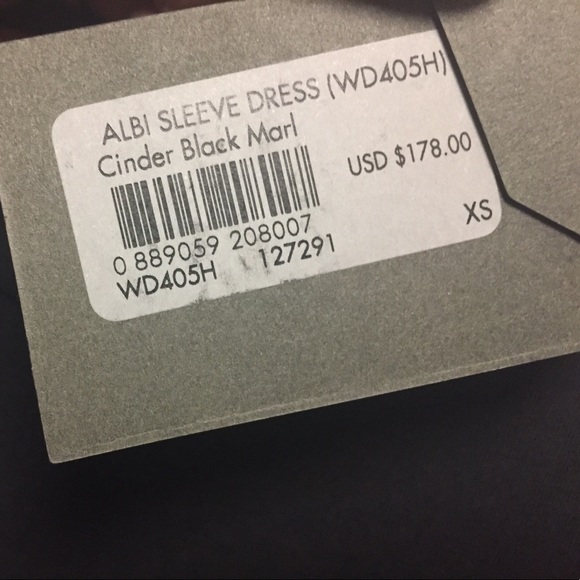 ALBI SLEEVE DRESS (WD405H)
Cinder Black Marl
USD $178.00
0 889059 208007
XS
WD405H 127291